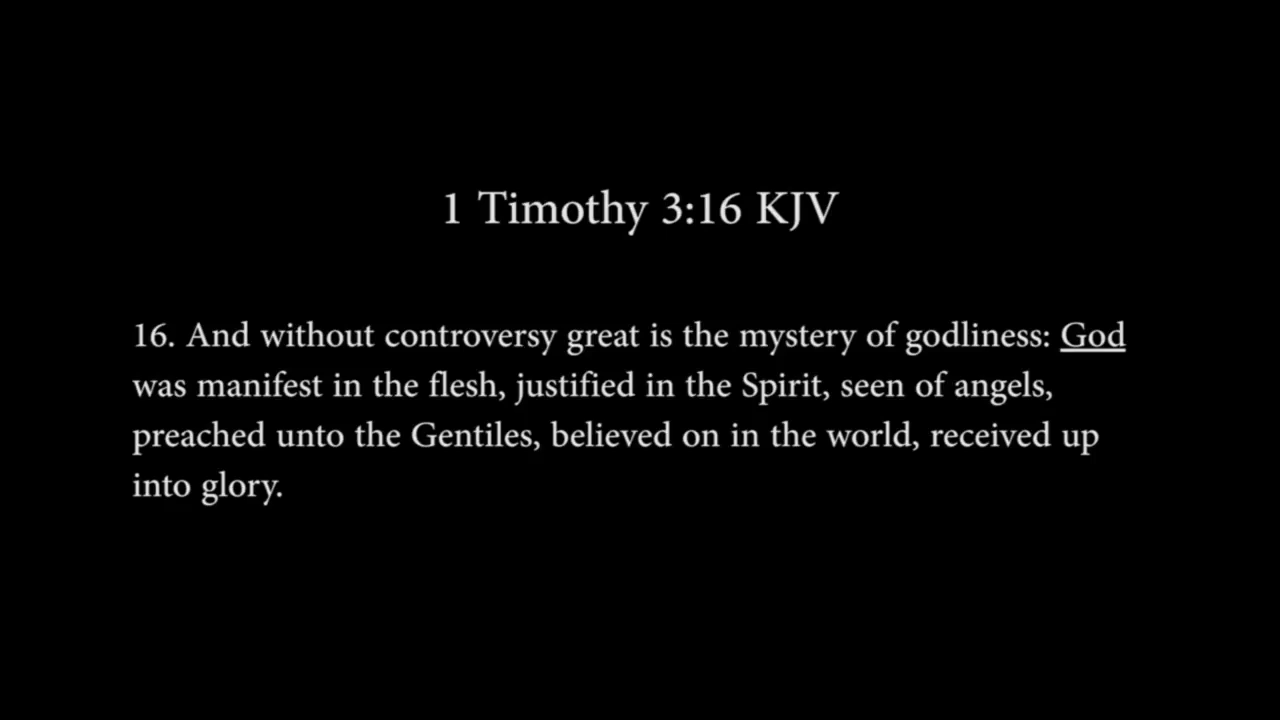 1 Timothy 3:16 KJV
16. And without controversy great is the mystery of godliness: God
was manifest in the flesh, justified in the Spirit, seen of angels,
preached unto the Gentiles, believed on in the world, received up
into glory.